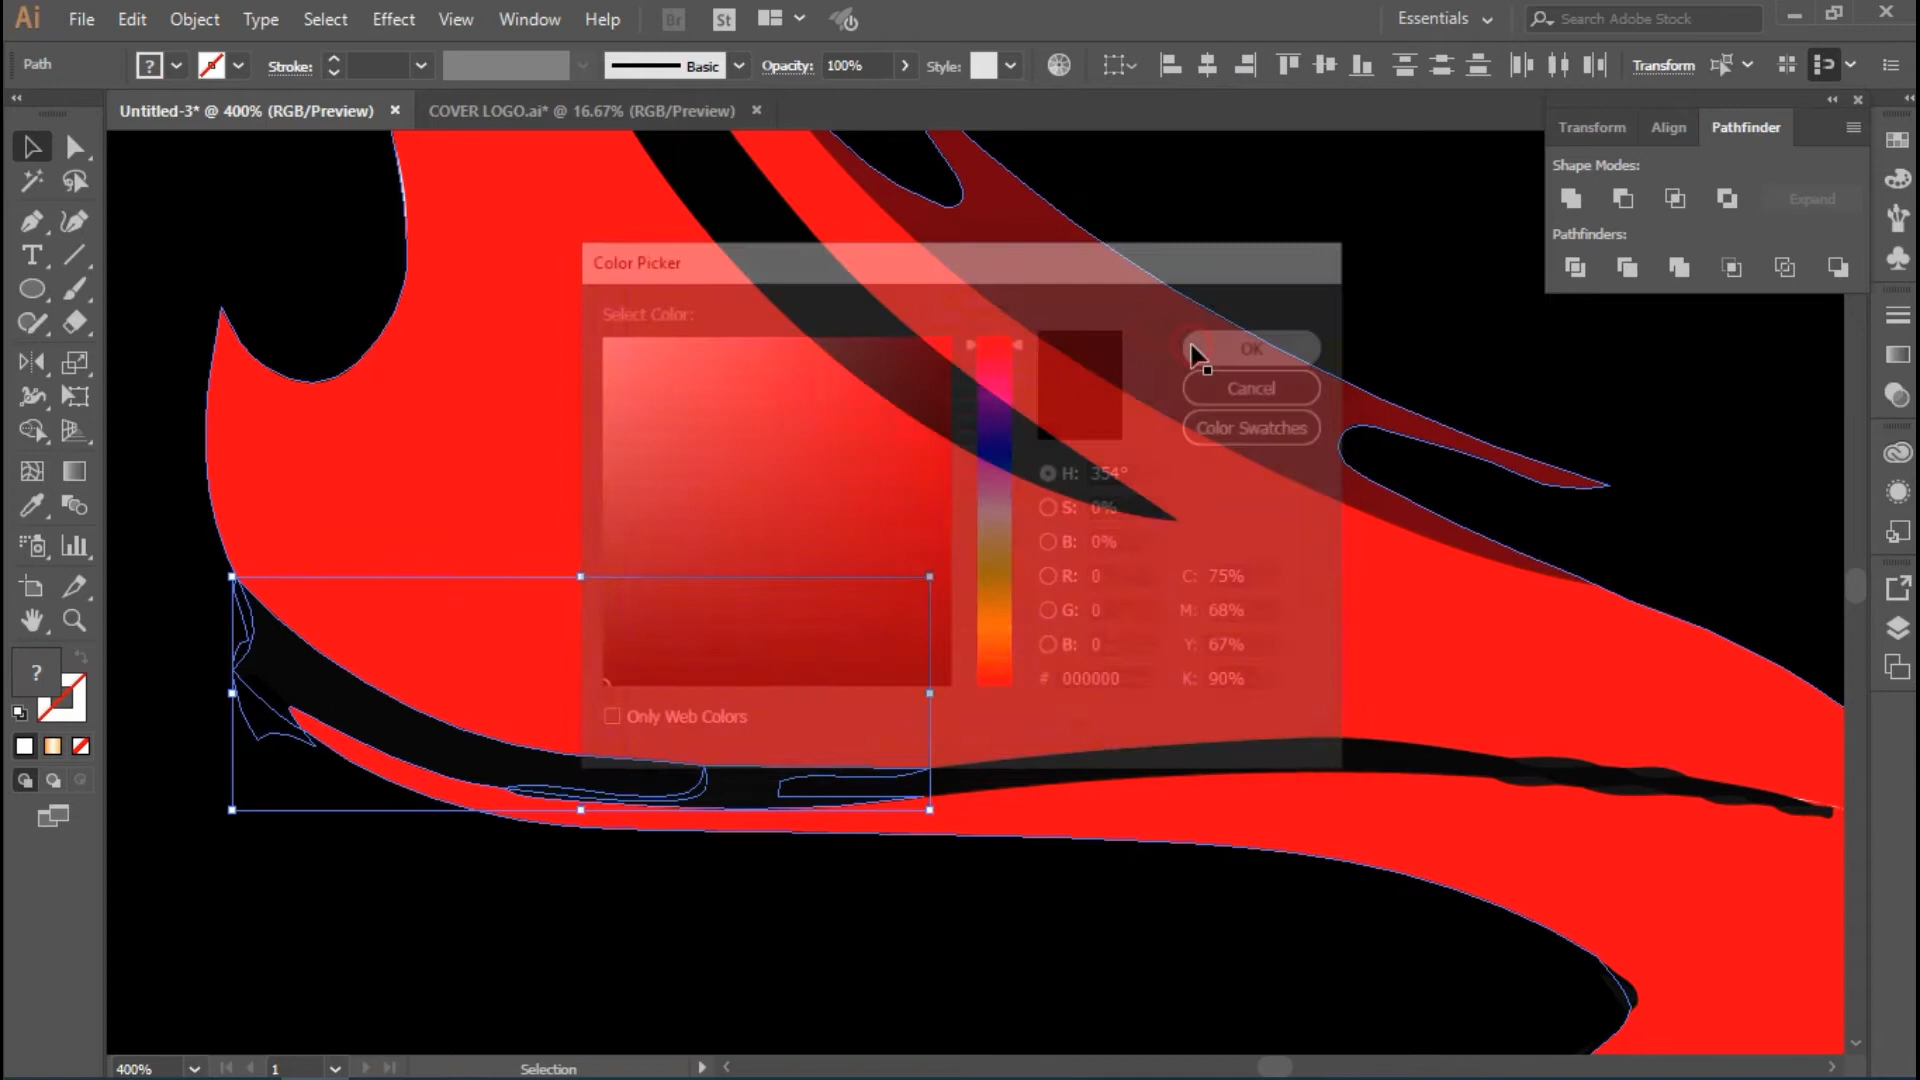 Ai File Edit Object Type Select Effect View Window Help Br St Essentials Search Adobe Stock
Path ? Stroke: Basic Opacity: 100% Style: Transform
Untitled-3* @ 400% (RGB/Preview) × COVER LOGO.ai* @ 16.67% (RGB/Preview) ×
Transform Align Pathfinder
Shape Modes:
Expand
Pathfinders:
Color Picker
Select Color:
OK
Cancel
Color Swatches
H: 354°
S: 0%
B: 0%
R: 0 C: 75%
G: 0 M: 68%
B: 0 Y: 67%
# 000000 K: 90%
Only Web Colors
?
400% 1 Selection